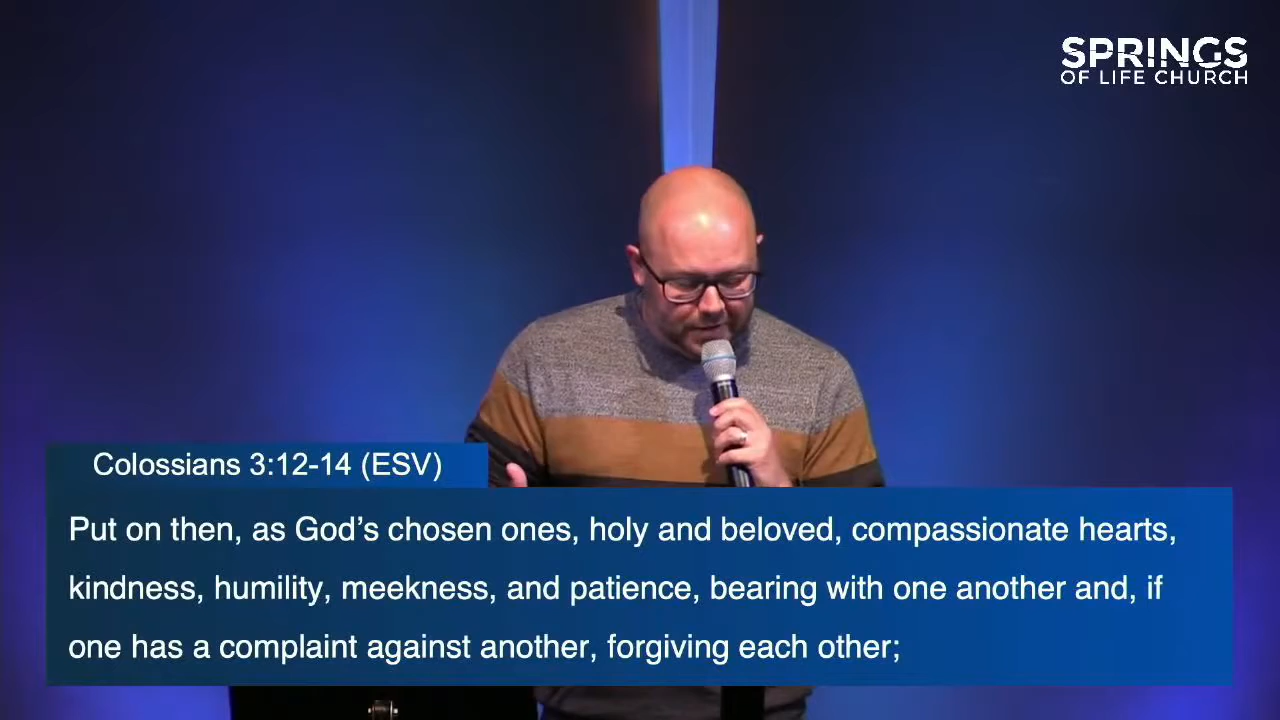 SPRINGS
OF LIFE CHURCH
Colossians 3:12-14 (ESV)
Put on then, as God’s chosen ones, holy and beloved, compassionate hearts,
kindness, humility, meekness, and patience, bearing with one another and, if
one has a complaint against another, forgiving each other;